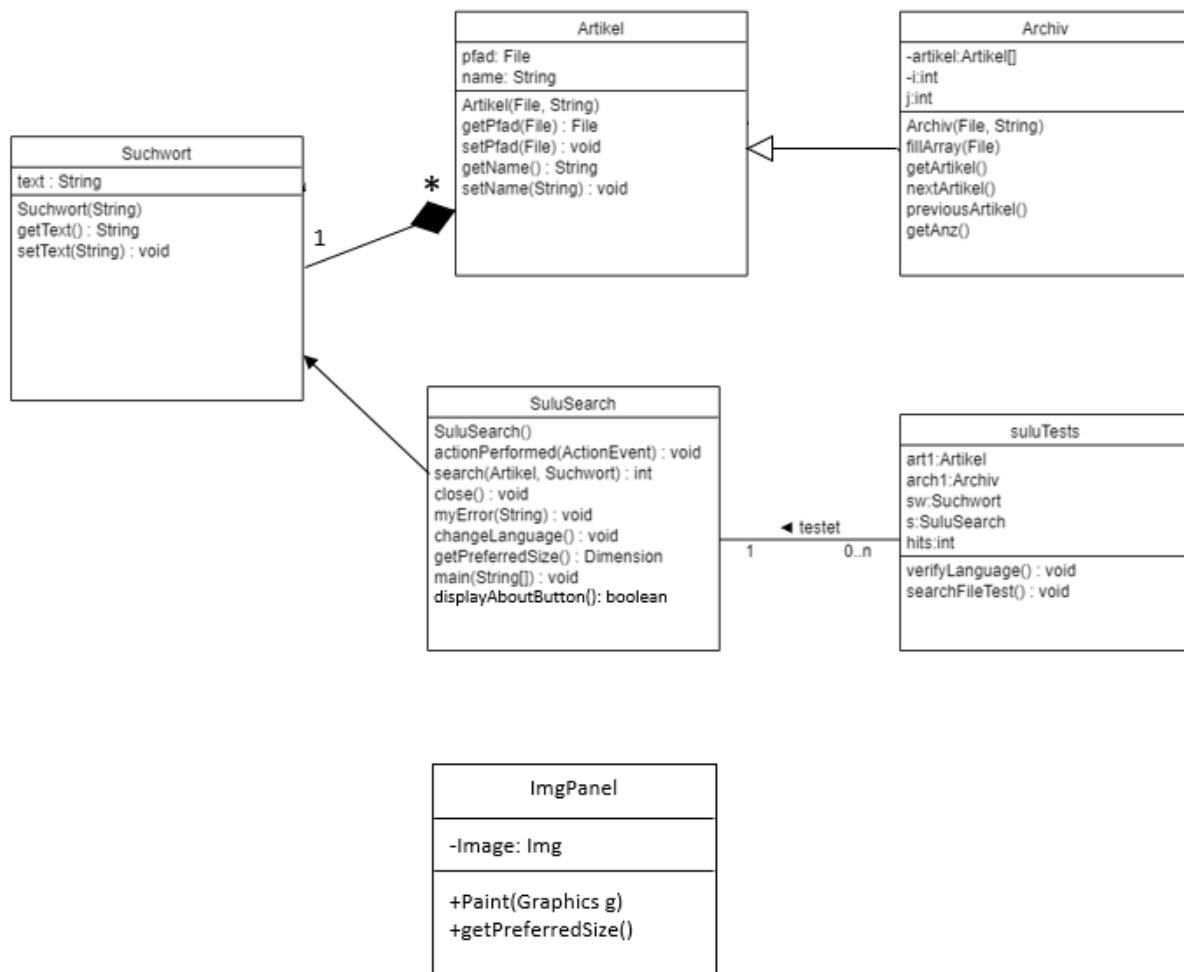 Artikel
pfad: File
name: String
Artikel(File, String)
getPfad(File) : File
setPfad(File) : void
getName() : String
setName(String) : void
Archiv
-artikel:Artikel[]
-i:int
j:int
Archiv(File, String)
fillArray(File)
getArtikel()
nextArtikel()
previousArtikel()
getAnz()
Suchwort
text : String
Suchwort(String)
getText() : String
setText(String) : void
*
1
SuluSearch
SuluSearch()
actionPerformed(ActionEvent) : void
search(Artikel, Suchwort) : int
close() : void
myError(String) : void
changeLanguage() : void
getPreferredSize() : Dimension
main(String[]) : void
displayAboutButton(): boolean
◄ testet
1
0..n
suluTests
art1:Artikel
arch1:Archiv
sw:Suchwort
s:SuluSearch
hits:int
verifyLanguage() : void
searchFileTest() : void
ImgPanel
-Image: Img
+Paint(Graphics g)
+getPreferredSize()